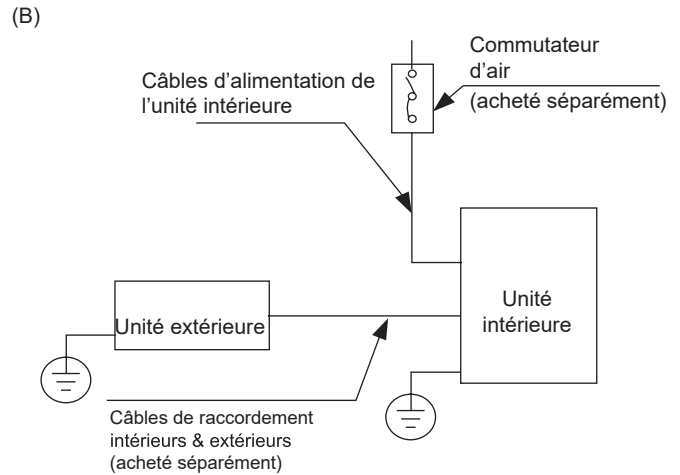 (B)
Commutateur
d’air
(acheté séparément)
Câbles d’alimentation de
l’unité intérieure
Unité
intérieure
Unité extérieure
Câbles de raccordement
intérieurs & extérieurs
(acheté séparément)